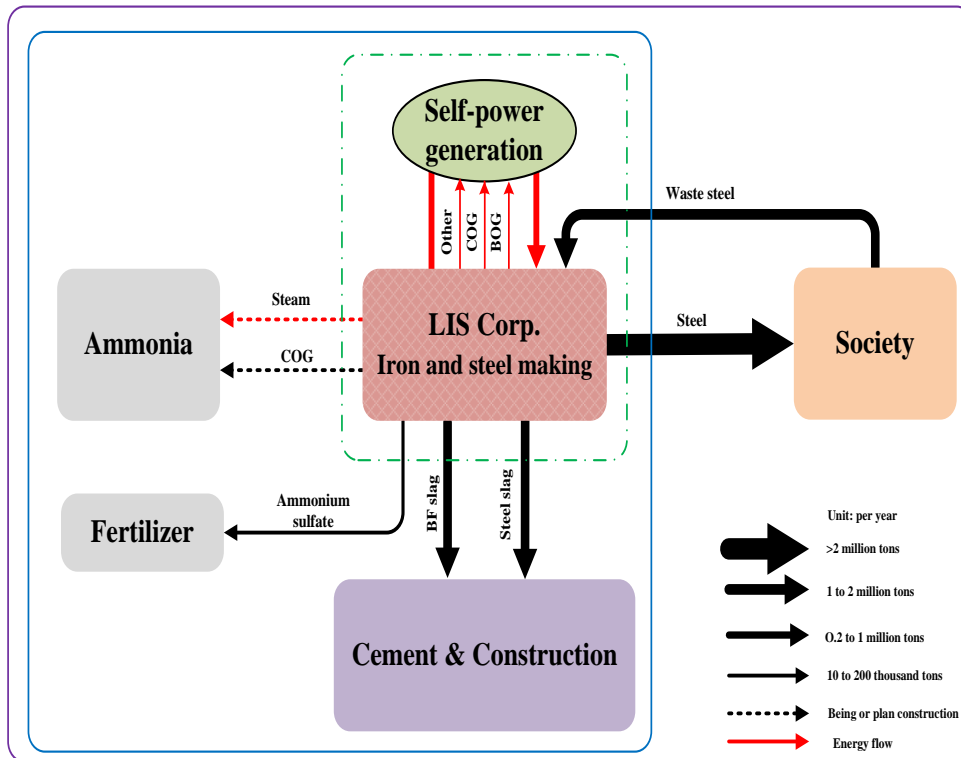 Self-power
generation
Other
COG
BOG
Waste steel
Steam
Ammonia
COG
LIS Corp.
Iron and steel making
Steel
Society
Ammonium
sulfate
Fertilizer
BF slag
Steel slag
Cement & Construction
Unit: per year
>2 million tons
1 to 2 million tons
O.2 to 1 million tons
10 to 200 thousand tons
Being or plan construction
Energy flow